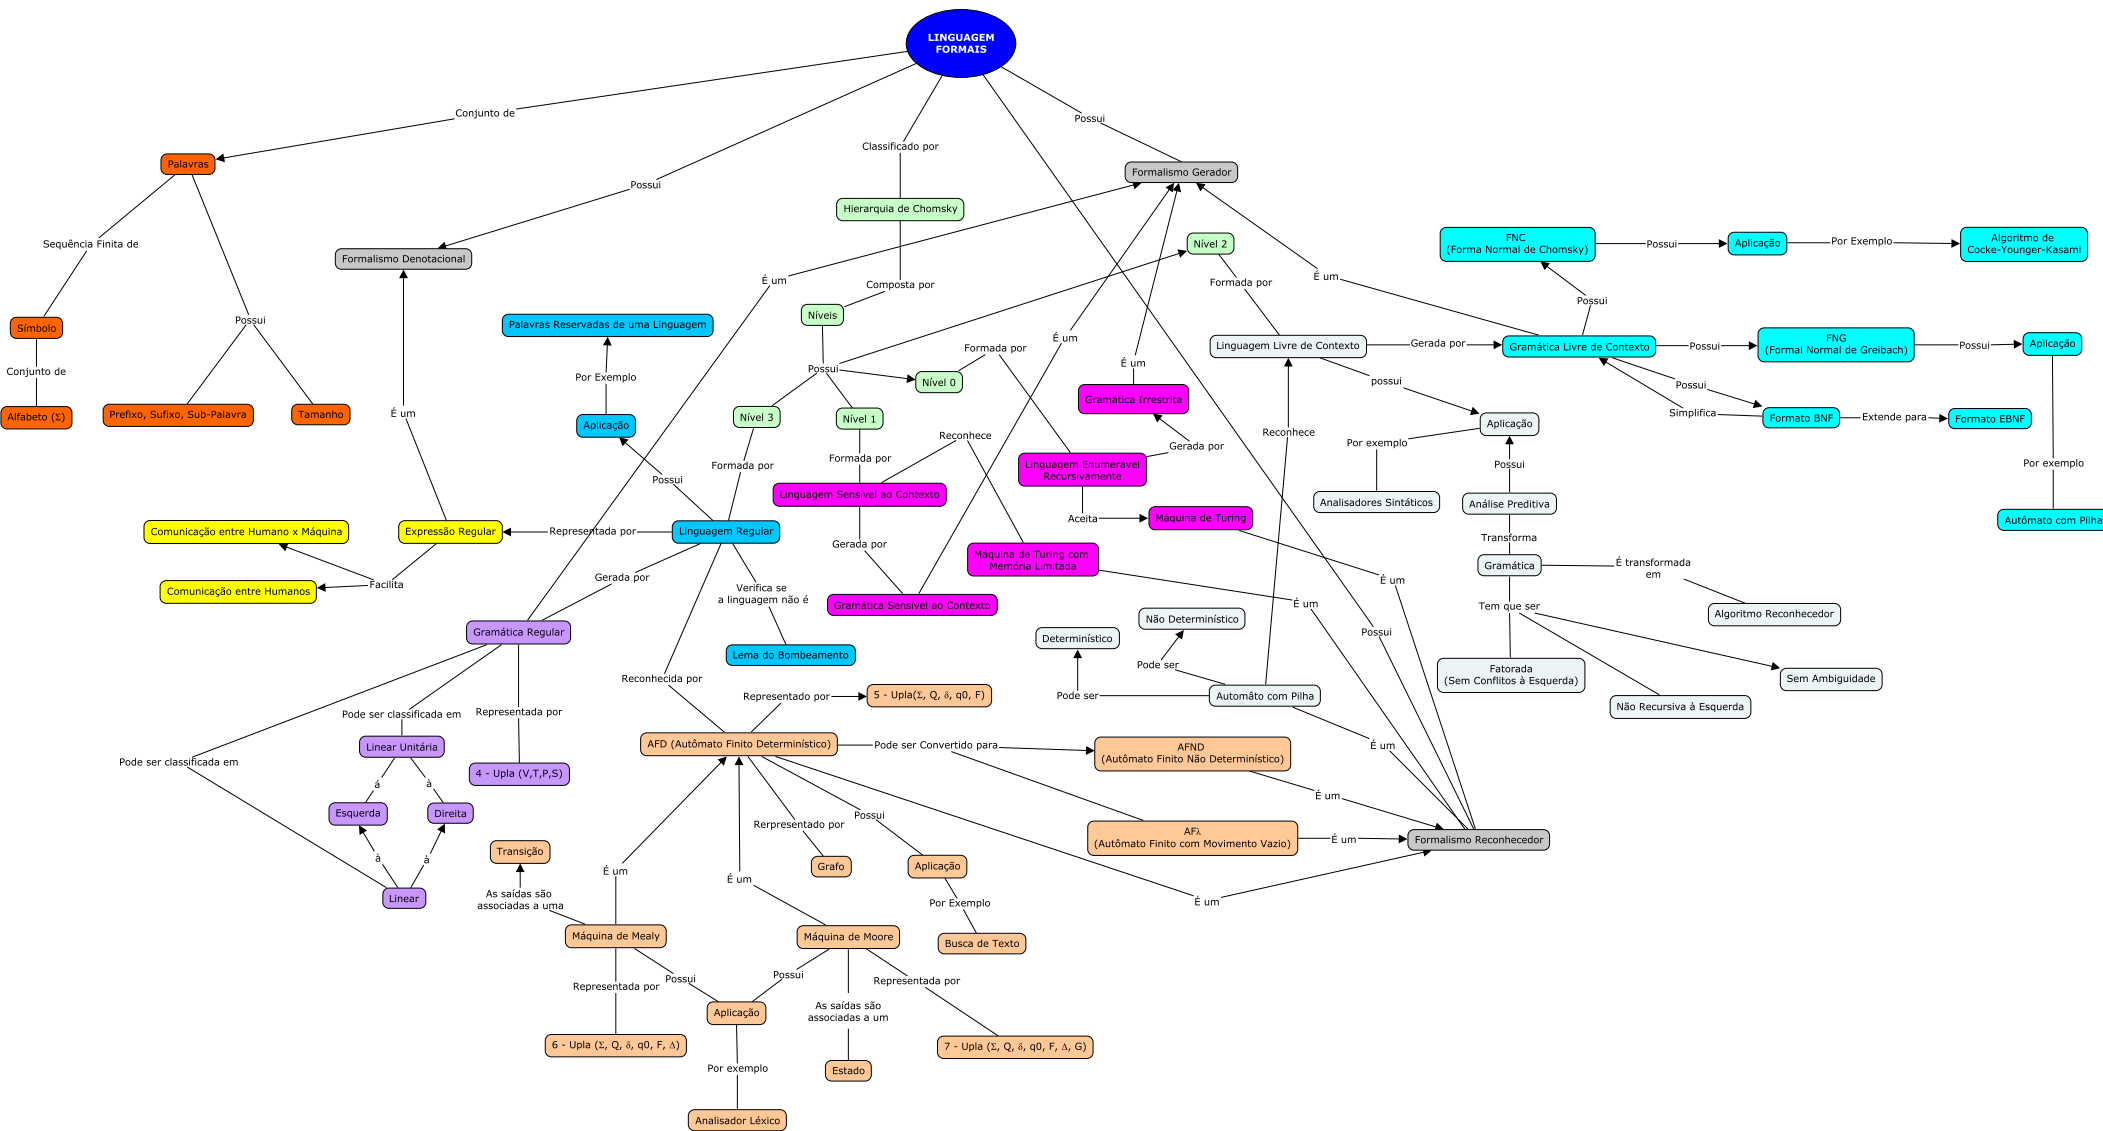 LINGUAGEM
FORMAIS
Conjunto de
Possui
Classificado por
Possui
Palavras
Formalismo Gerador
Possui
Hierarquia de Chomsky
Sequência Finita de
Formalismo Denotacional
Nível 2
FNC
(Forma Normal de Chomsky)
Possui
Aplicação
Por Exemplo
Algoritmo de
Cocke-Younger-Kasami
É um
Composta por
Formada por
É um
Possui
Símbolo
Possui
Palavras Reservadas de uma Linguagem
Níveis
É um
Formada por
Linguagem Livre de Contexto
Gerada por
Gramática Livre de Contexto
Possui
FNG
(Formal Normal de Greibach)
Possui
Aplicação
Conjunto de
Por Exemplo
Possui
Nível 0
É um
possui
Possui
Alfabeto (Σ)
Prefixo, Sufixo, Sub-Palavra
Tamanho
É um
Aplicação
Nível 3
Nível 1
Gramática Irrestrita
Simplifica
Formato BNF
Extende para
Formato EBNF
Reconhece
Reconhece
Aplicação
Por exemplo
Gerada por
Formada por
Formada por
Possui
Linguagem Enumerável
Recursivamente
Possui
Por exemplo
Linguagem Sensível ao Contexto
Analisadores Sintáticos
Análise Preditiva
Aceita
Máquina de Turing
Autômato com Pilha
Comunicação entre Humano x Máquina
Expressão Regular
Representada por
Linguagem Regular
Gerada por
Transforma
Máquina de Turing com
Memória Limitada
Gramática
É transformada
em
Comunicação entre Humanos
Facilita
Gerada por
Verifica se
a linguagem não é
Gramática Sensível ao Contexto
É um
É um
Tem que ser
Algoritmo Reconhecedor
Gramática Regular
Lema do Bombeamento
Determinístico
Não Determinístico
Possui
Pode ser
Fatorada
(Sem Conflitos à Esquerda)
Sem Ambiguidade
Reconhecida por
Representado por
5 - Upla(Σ, Q, δ, q0, F)
Pode ser
Automâto com Pilha
Não Recursiva à Esquerda
Pode ser classificada em
Representada por
Linear Unitária
AFD (Autômato Finito Determinístico)
Pode ser Convertido para
AFND
(Autômato Finito Não Determinístico)
É um
Pode ser classificada em
4 - Upla (V,T,P,S)
á
à
É um
Esquerda
Direita
Rerpresentado por
Possui
AFλ
(Autômato Finito com Movimento Vazio)
É um
Formalismo Reconhecedor
à
à
Transição
É um
É um
Grafo
Aplicação
Linear
As saídas são
associadas a uma
Por Exemplo
É um
Máquina de Mealy
Máquina de Moore
Busca de Texto
Possui
Possui
Representada por
Representada por
Aplicação
As saídas são
associadas a um
6 - Upla (Σ, Q, δ, q0, F, Δ)
7 - Upla (Σ, Q, δ, q0, F, Δ, G)
Por exemplo
Estado
Analisador Léxico